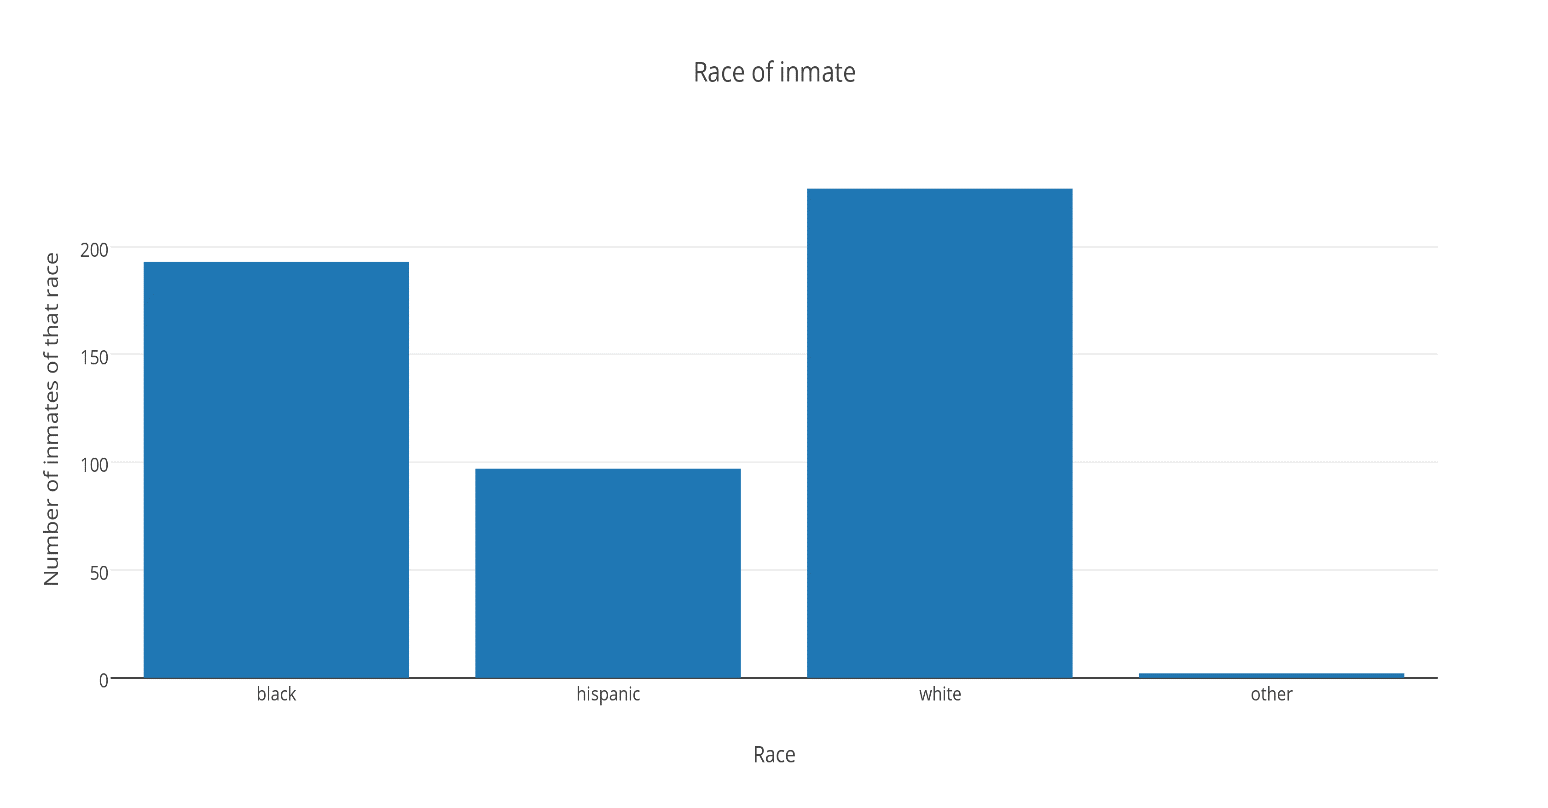 Race of inmate
Number of inmates of that race
200
150
100
50
0
black
hispanic
white
other
Race